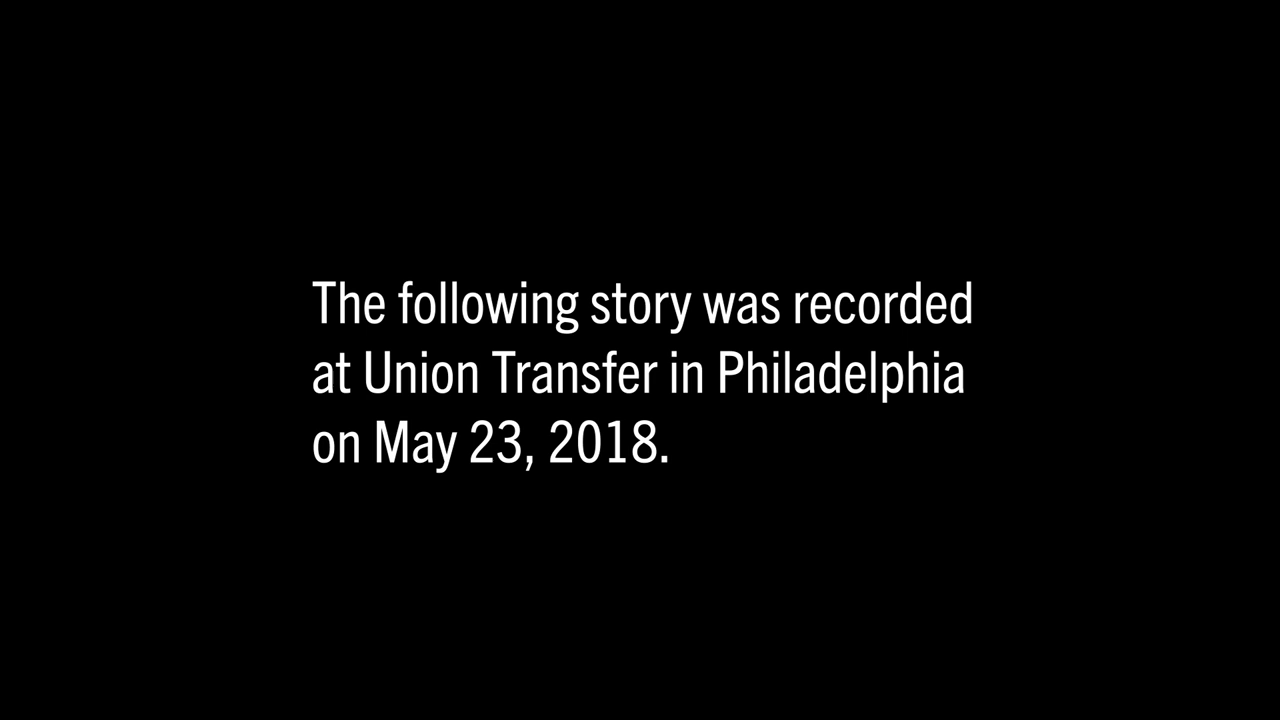 The following story was recorded
at Union Transfer in Philadelphia
on May 23, 2018.